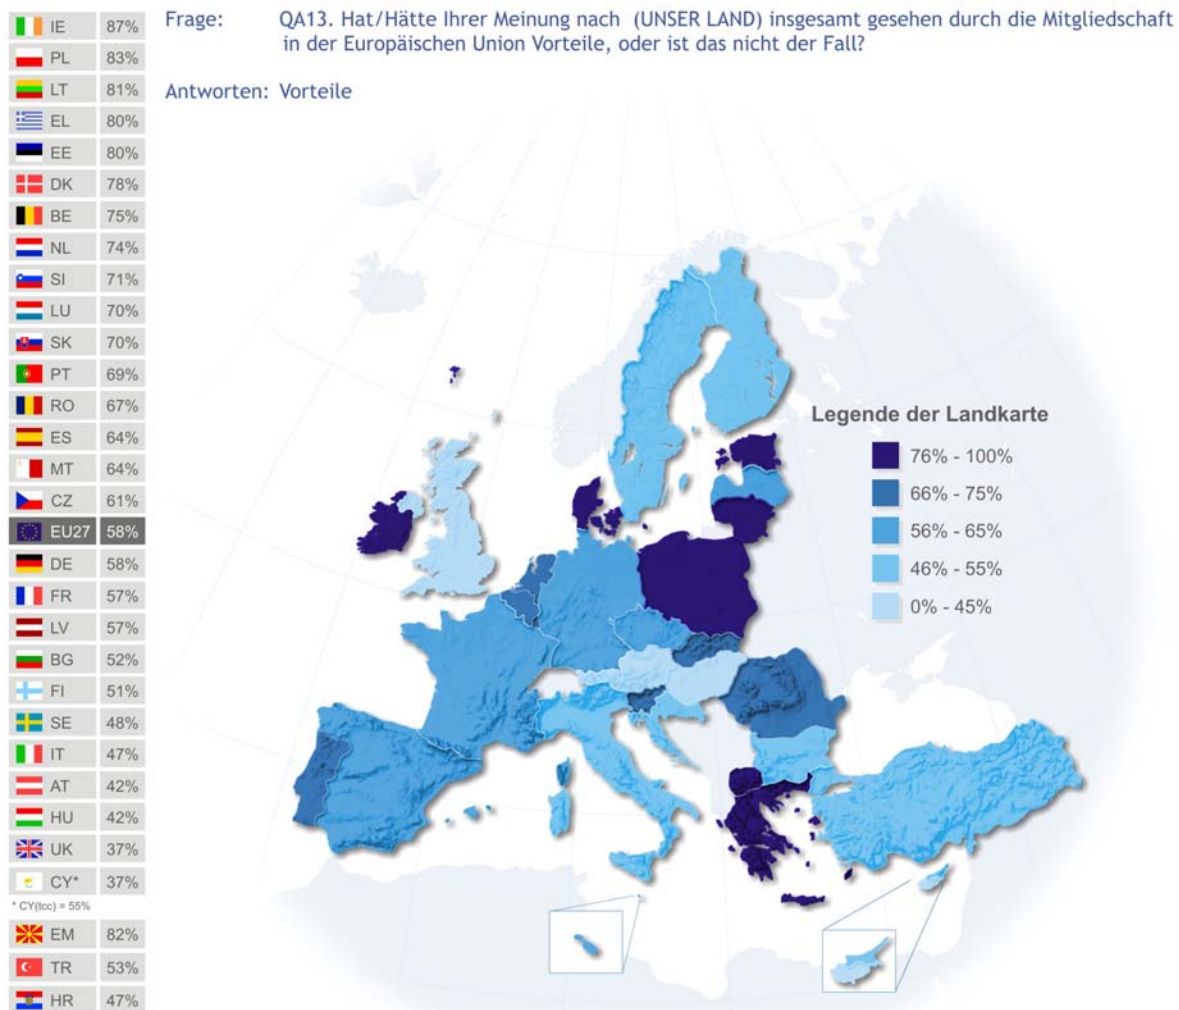 Frage: QA13. Hat/Hätte Ihrer Meinung nach (UNSER LAND) insgesamt gesehen durch die Mitgliedschaft
in der Europäischen Union Vorteile, oder ist das nicht der Fall?
Antworten: Vorteile
IE 87%
PL 83%
LT 81%
EL 80%
EE 80%
DK 78%
BE 75%
NL 74%
SI 71%
LU 70%
SK 70%
PT 69%
RO 67%
ES 64%
MT 64%
CZ 61%
EU27 58%
DE 58%
FR 57%
LV 57%
BG 52%
FI 51%
SE 48%
IT 47%
AT 42%
HU 42%
UK 37%
CY* 37%
* CY(tcc) = 55%
EM 82%
TR 53%
HR 47%
Legende der Landkarte
76% - 100%
66% - 75%
56% - 65%
46% - 55%
0% - 45%